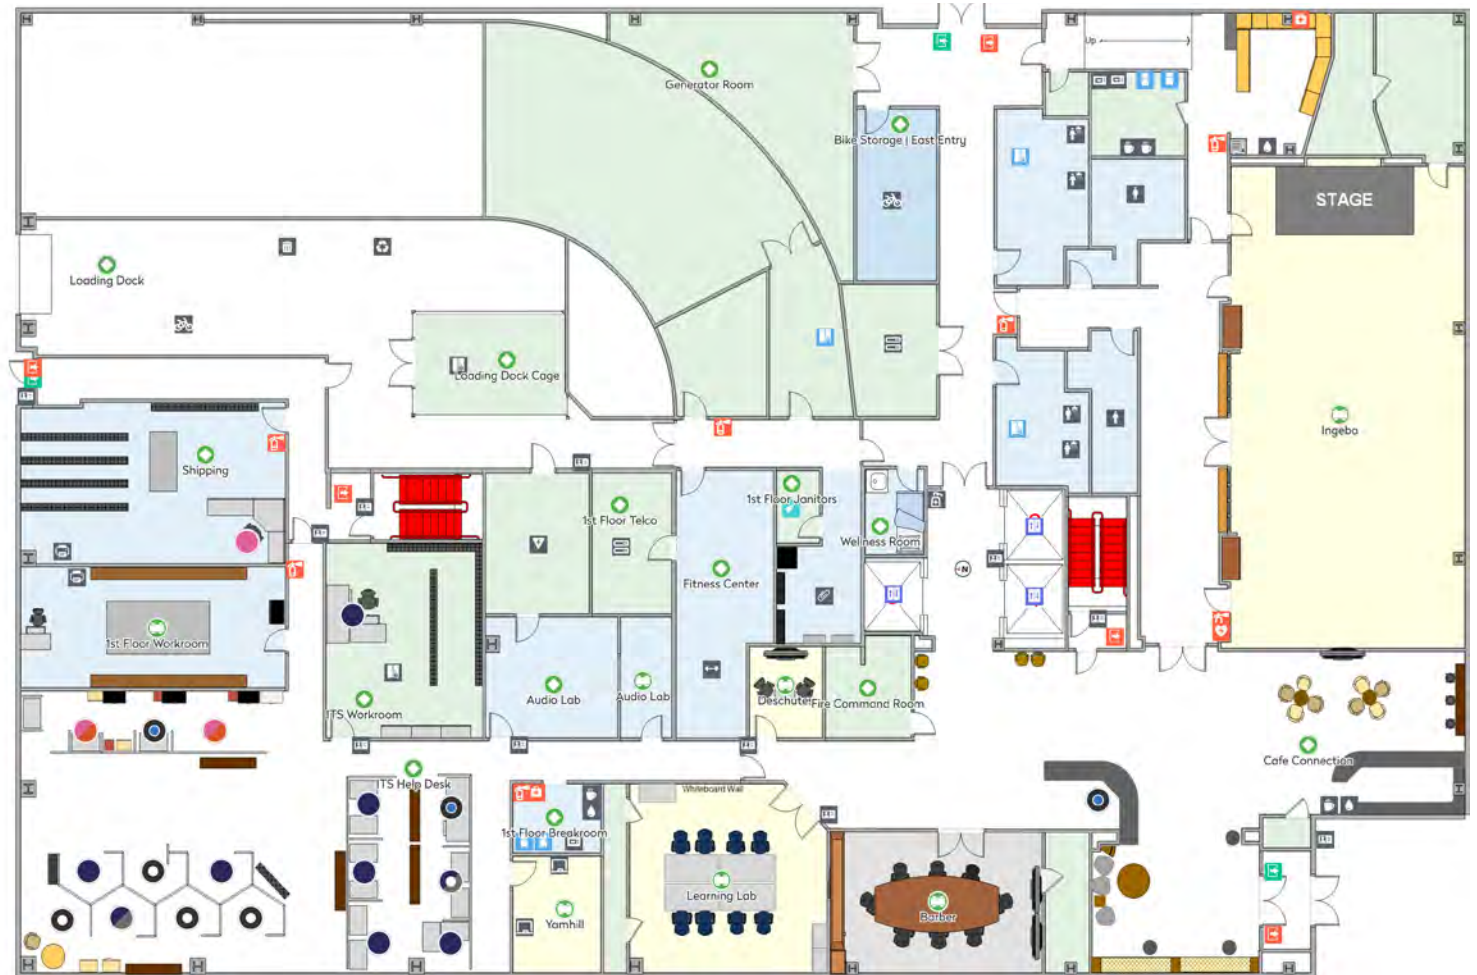 Up
Generator Room
Bike Storage | East Entry
STAGE
Loading Dock
Loading Dock Cage
Ingebo
Shipping
1st Floor Janitors
1st Floor Telco
Wellness Room
Fitness Center
1st Floor Workroom
Audio Lab
Audio Lab
Deschutes
Fire Command Room
ITS Workroom
Cafe Connection
ITS Help Desk
Whiteboard Wall
1st Floor Breakroom
Learning Lab
Barber
Yamhill